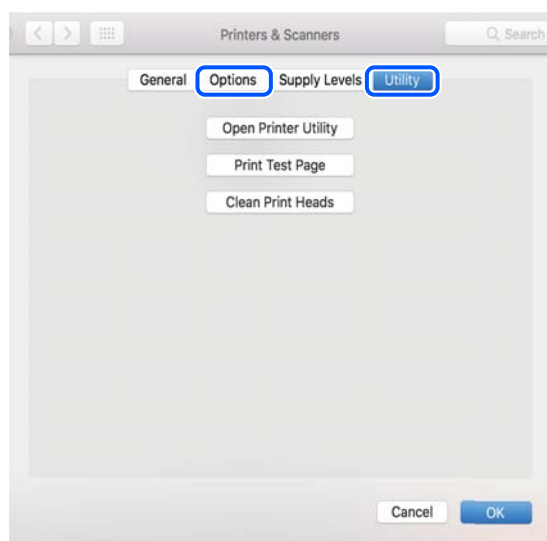 Printers & Scanners Search
General Options Supply Levels Utility
Open Printer Utility
Print Test Page
Clean Print Heads
Cancel OK